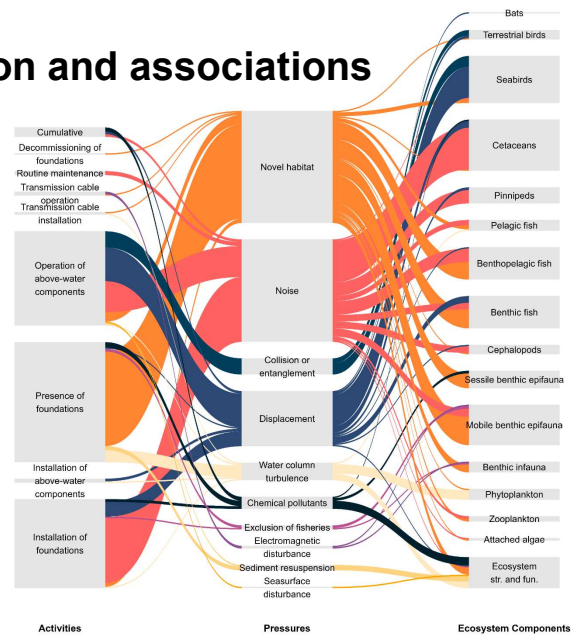 on and associations
Cumulative
Decommissioning of
foundations
Routine maintenance
Transmission cable
operation
Transmission cable
installation
Operation of
above-water
components
Presence of
foundations
Installation of
above-water
components
Installation of
foundations
Activities
Novel habitat
Noise
Collision or
entanglement
Displacement
Water column
turbulence
Chemical pollutants
Exclusion of fisheries
Electromagnetic
disturbance
Sediment resuspension
Seasurface
disturbance
Pressures
Bats
Terrestrial birds
Seabirds
Cetaceans
Pinnipeds
Pelagic fish
Benthopelagic fish
Benthic fish
Cephalopods
Sessile benthic epifauna
Mobile benthic epifauna
Benthic infauna
Phytoplankton
Zooplankton
Attached algae
Ecosystem
str. and fun.
Ecosystem Components